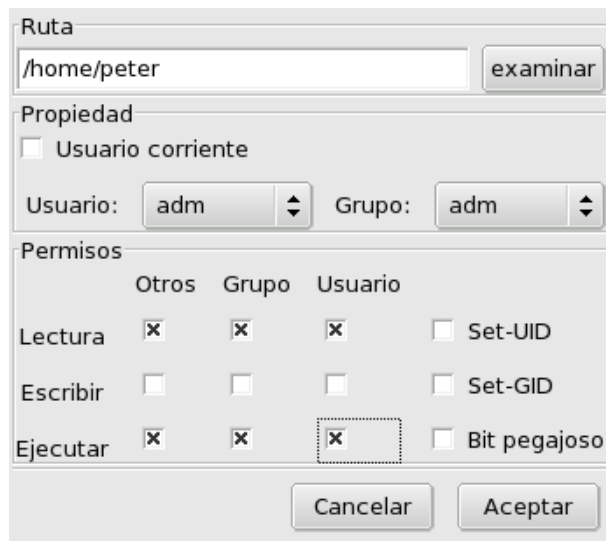 Ruta
/home/peter examinar
Propiedad
Usuario corriente
Usuario: adm Grupo: adm
Permisos
Otros Grupo Usuario
Lectura Set-UID
Escribir Set-GID
Ejecutar Bit pegajoso
Cancelar Aceptar